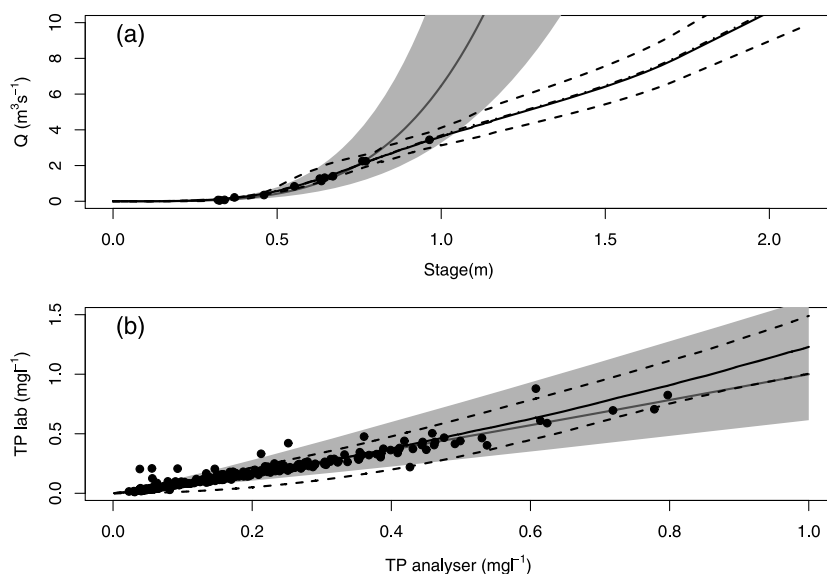 (a)
10
8
6
4
2
0
Q (m³s⁻¹)
0.0 0.5 1.0 1.5 2.0
Stage(m)
(b)
1.5
1.0
0.5
0.0
TP lab (mgl⁻¹)
0.0 0.2 0.4 0.6 0.8 1.0
TP analyser (mgl⁻¹)